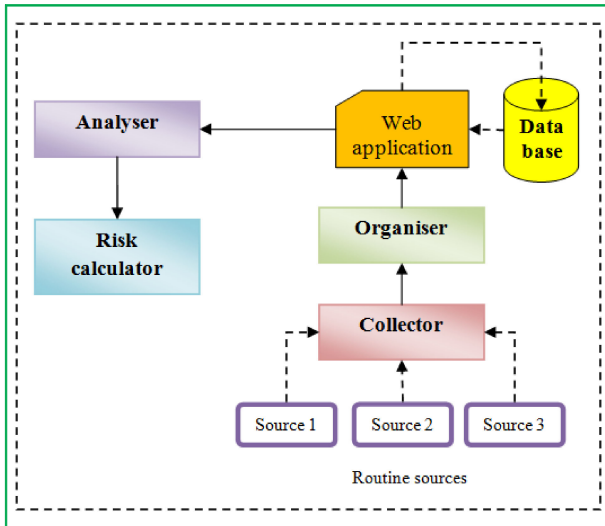 Analyser
Web
application
Data
base
Risk
calculator
Organiser
Collector
Source 1
Source 2
Source 3
Routine sources